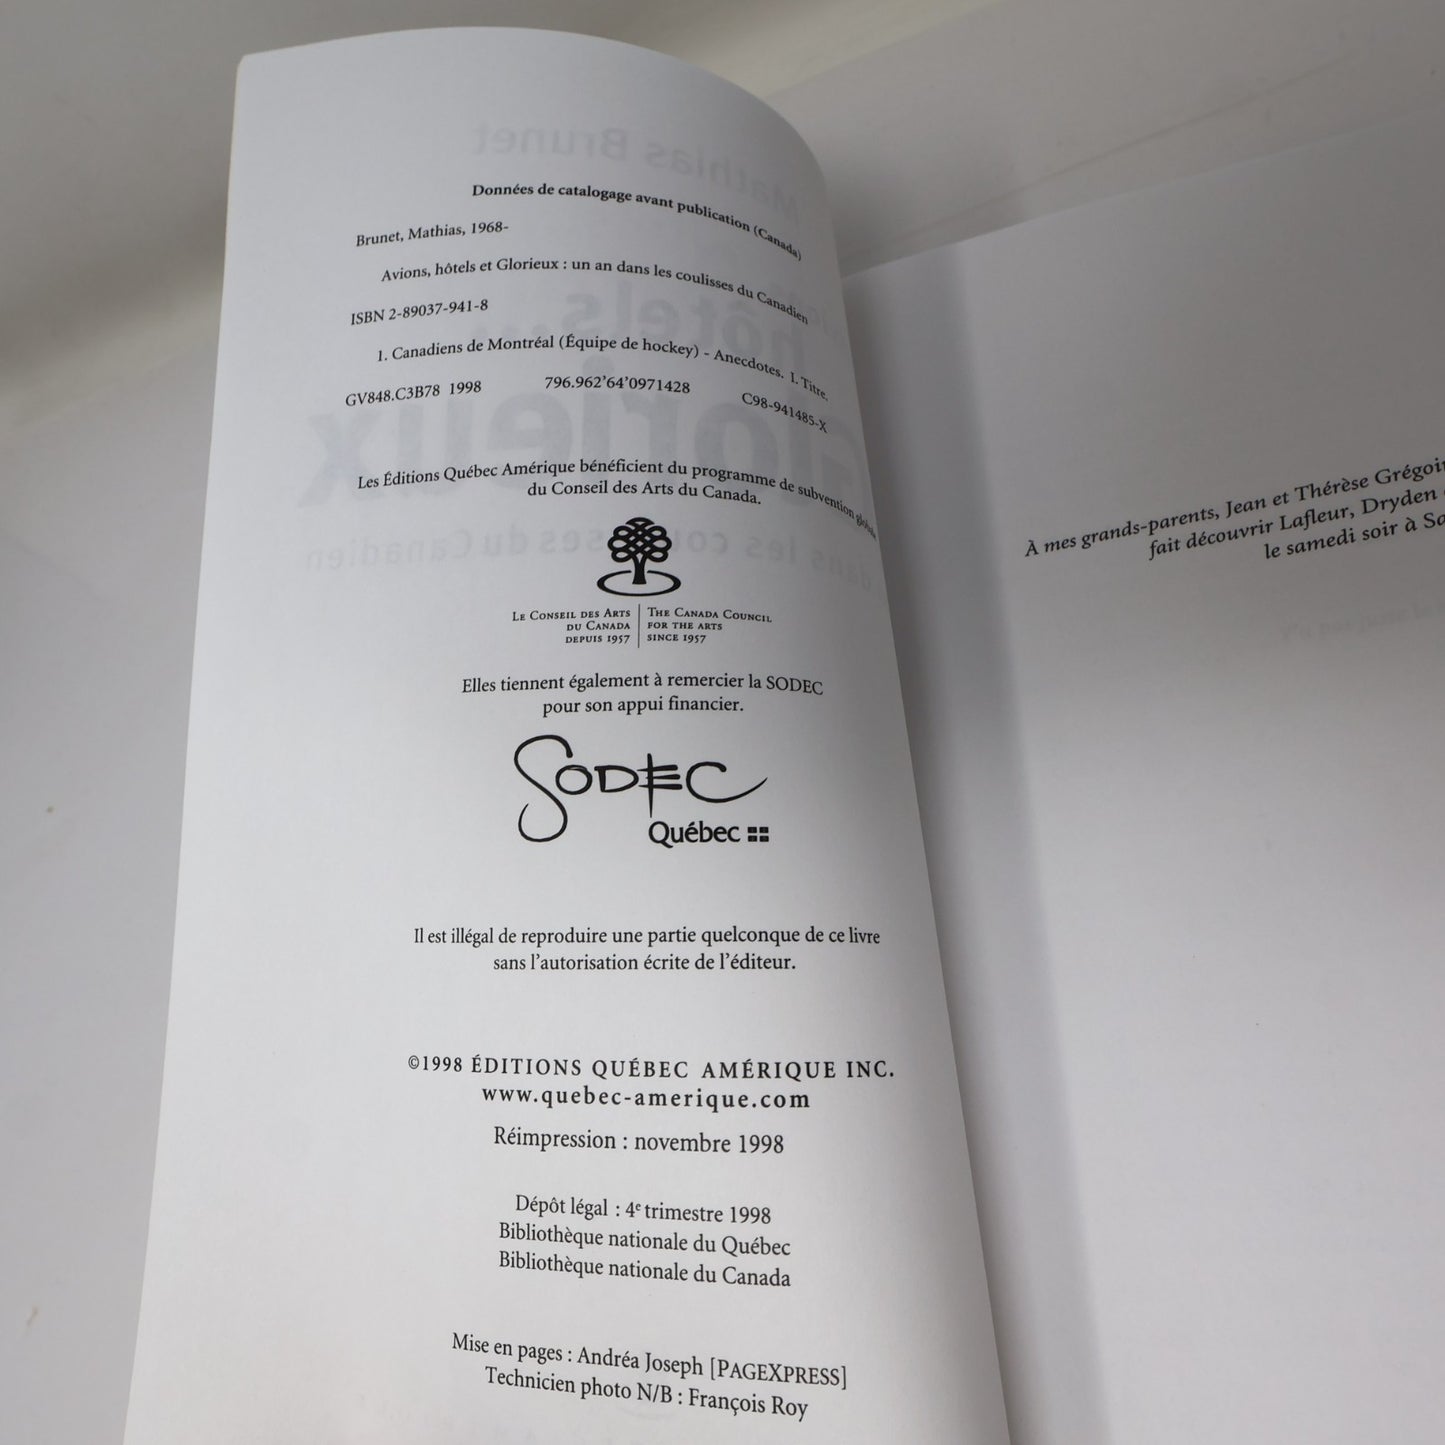 Données de catalogage avant publication (Canada)
Brunet, Mathias, 1968-
Avions, hôtels et Glorieux : un an dans les coulisses du Canadien
ISBN 2-89037-941-8
1. Canadiens de Montréal (Équipe de hockey) - Anecdotes. I. Titre.
GV848.C3B78 1998 796.962’64’0971428 C98-941485-X
Les Éditions Québec Amérique bénéficient du programme de subvention globale
du Conseil des Arts du Canada.
LE CONSEIL DES ARTS
DU CANADA
DEPUIS 1957
THE CANADA COUNCIL
FOR THE ARTS
SINCE 1957
Elles tiennent également à remercier la SODEC
pour son appui financier.
SODEC
Québec
Il est illégal de reproduire une partie quelconque de ce livre
sans l’autorisation écrite de l’éditeur.
©1998 ÉDITIONS QUÉBEC AMÉRIQUE INC.
www.quebec-amerique.com
Réimpression : novembre 1998
Dépôt légal : 4e trimestre 1998
Bibliothèque nationale du Québec
Bibliothèque nationale du Canada
Mise en pages : Andréa Joseph [PAGEXPRESS]
Technicien photo N/B : François Roy
À mes grands-parents, Jean et Thérèse
fait découvrir Lafleur, Dryden
le samedi soir à